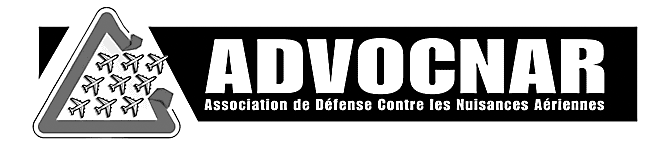 ADVOCNAR
Association de Défense Contre les Nuisances Aériennes